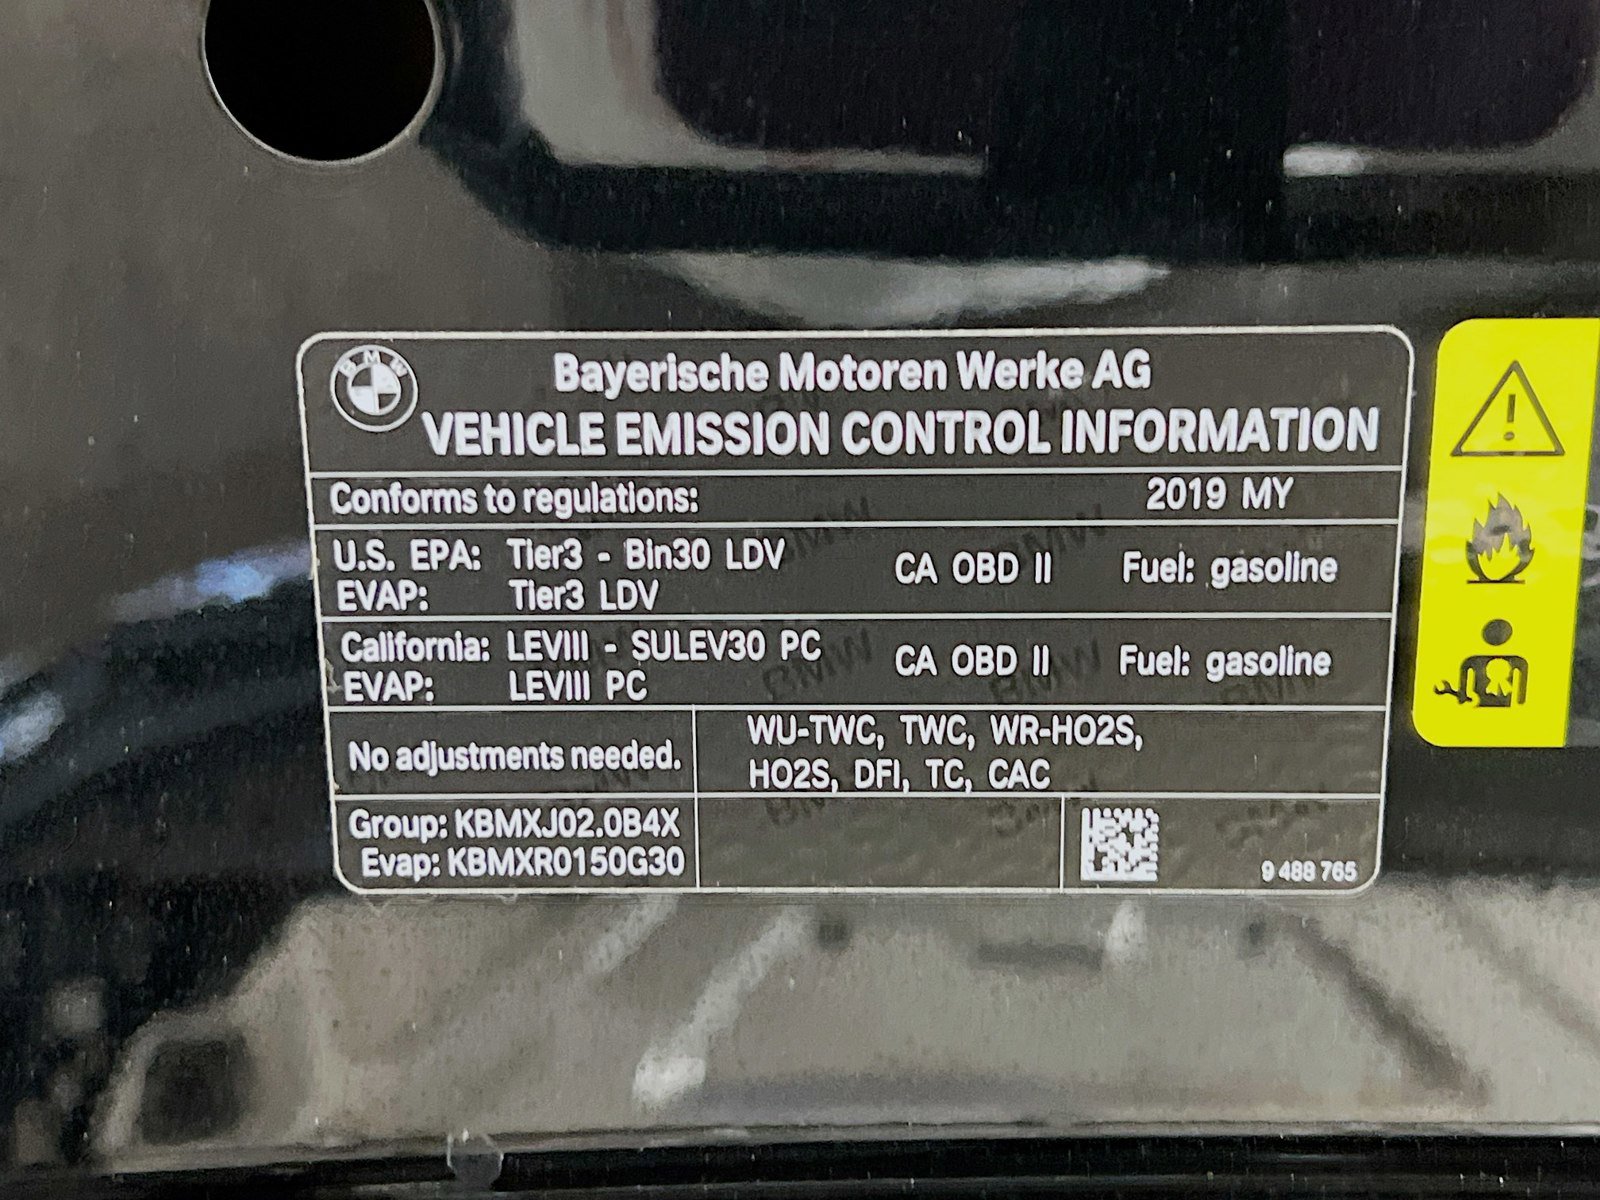 BMW
Bayerische Motoren Werke AG
VEHICLE EMISSION CONTROL INFORMATION
Conforms to regulations: 2019 MY
U.S. EPA: Tier3 - Bin30 LDV CA OBD II Fuel: gasoline
EVAP: Tier3 LDV
California: LEVIII - SULEV30 PC CA OBD II Fuel: gasoline
EVAP: LEVIII PC
No adjustments needed.
WU-TWC, TWC, WR-HO2S,
HO2S, DFI, TC, CAC
Group: KBMXJ02.0B4X
Evap: KBMXR0150G30
9 488 765